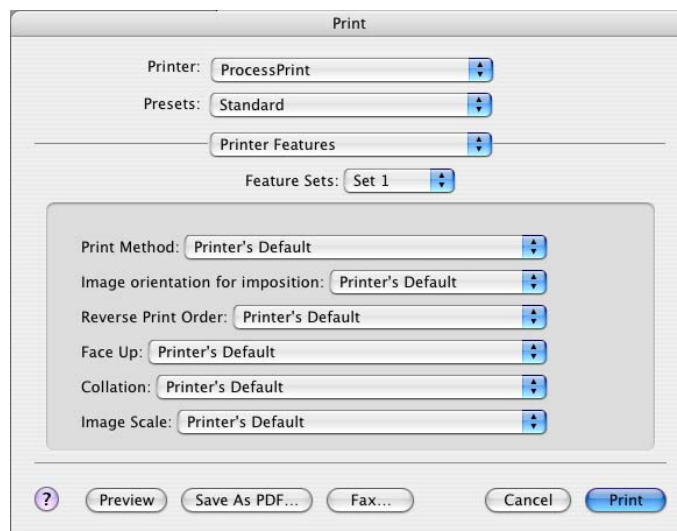 Print
Printer: ProcessPrint
Presets: Standard
Printer Features
Feature Sets: Set 1
Print Method: Printer's Default
Image orientation for imposition: Printer's Default
Reverse Print Order: Printer's Default
Face Up: Printer's Default
Collation: Printer's Default
Image Scale: Printer's Default
? Preview Save As PDF... Fax... Cancel Print